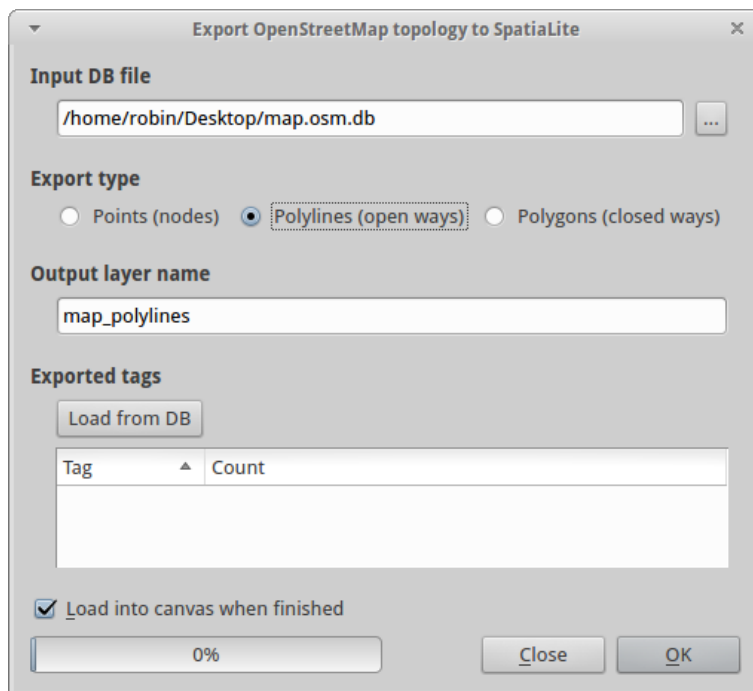 Export OpenStreetMap topology to SpatiaLite
Input DB file
/home/robin/Desktop/map.osm.db
...
Export type
Points (nodes) Polylines (open ways) Polygons (closed ways)
Output layer name
map_polylines
Exported tags
Load from DB
Tag Count
Load into canvas when finished
0% Close OK